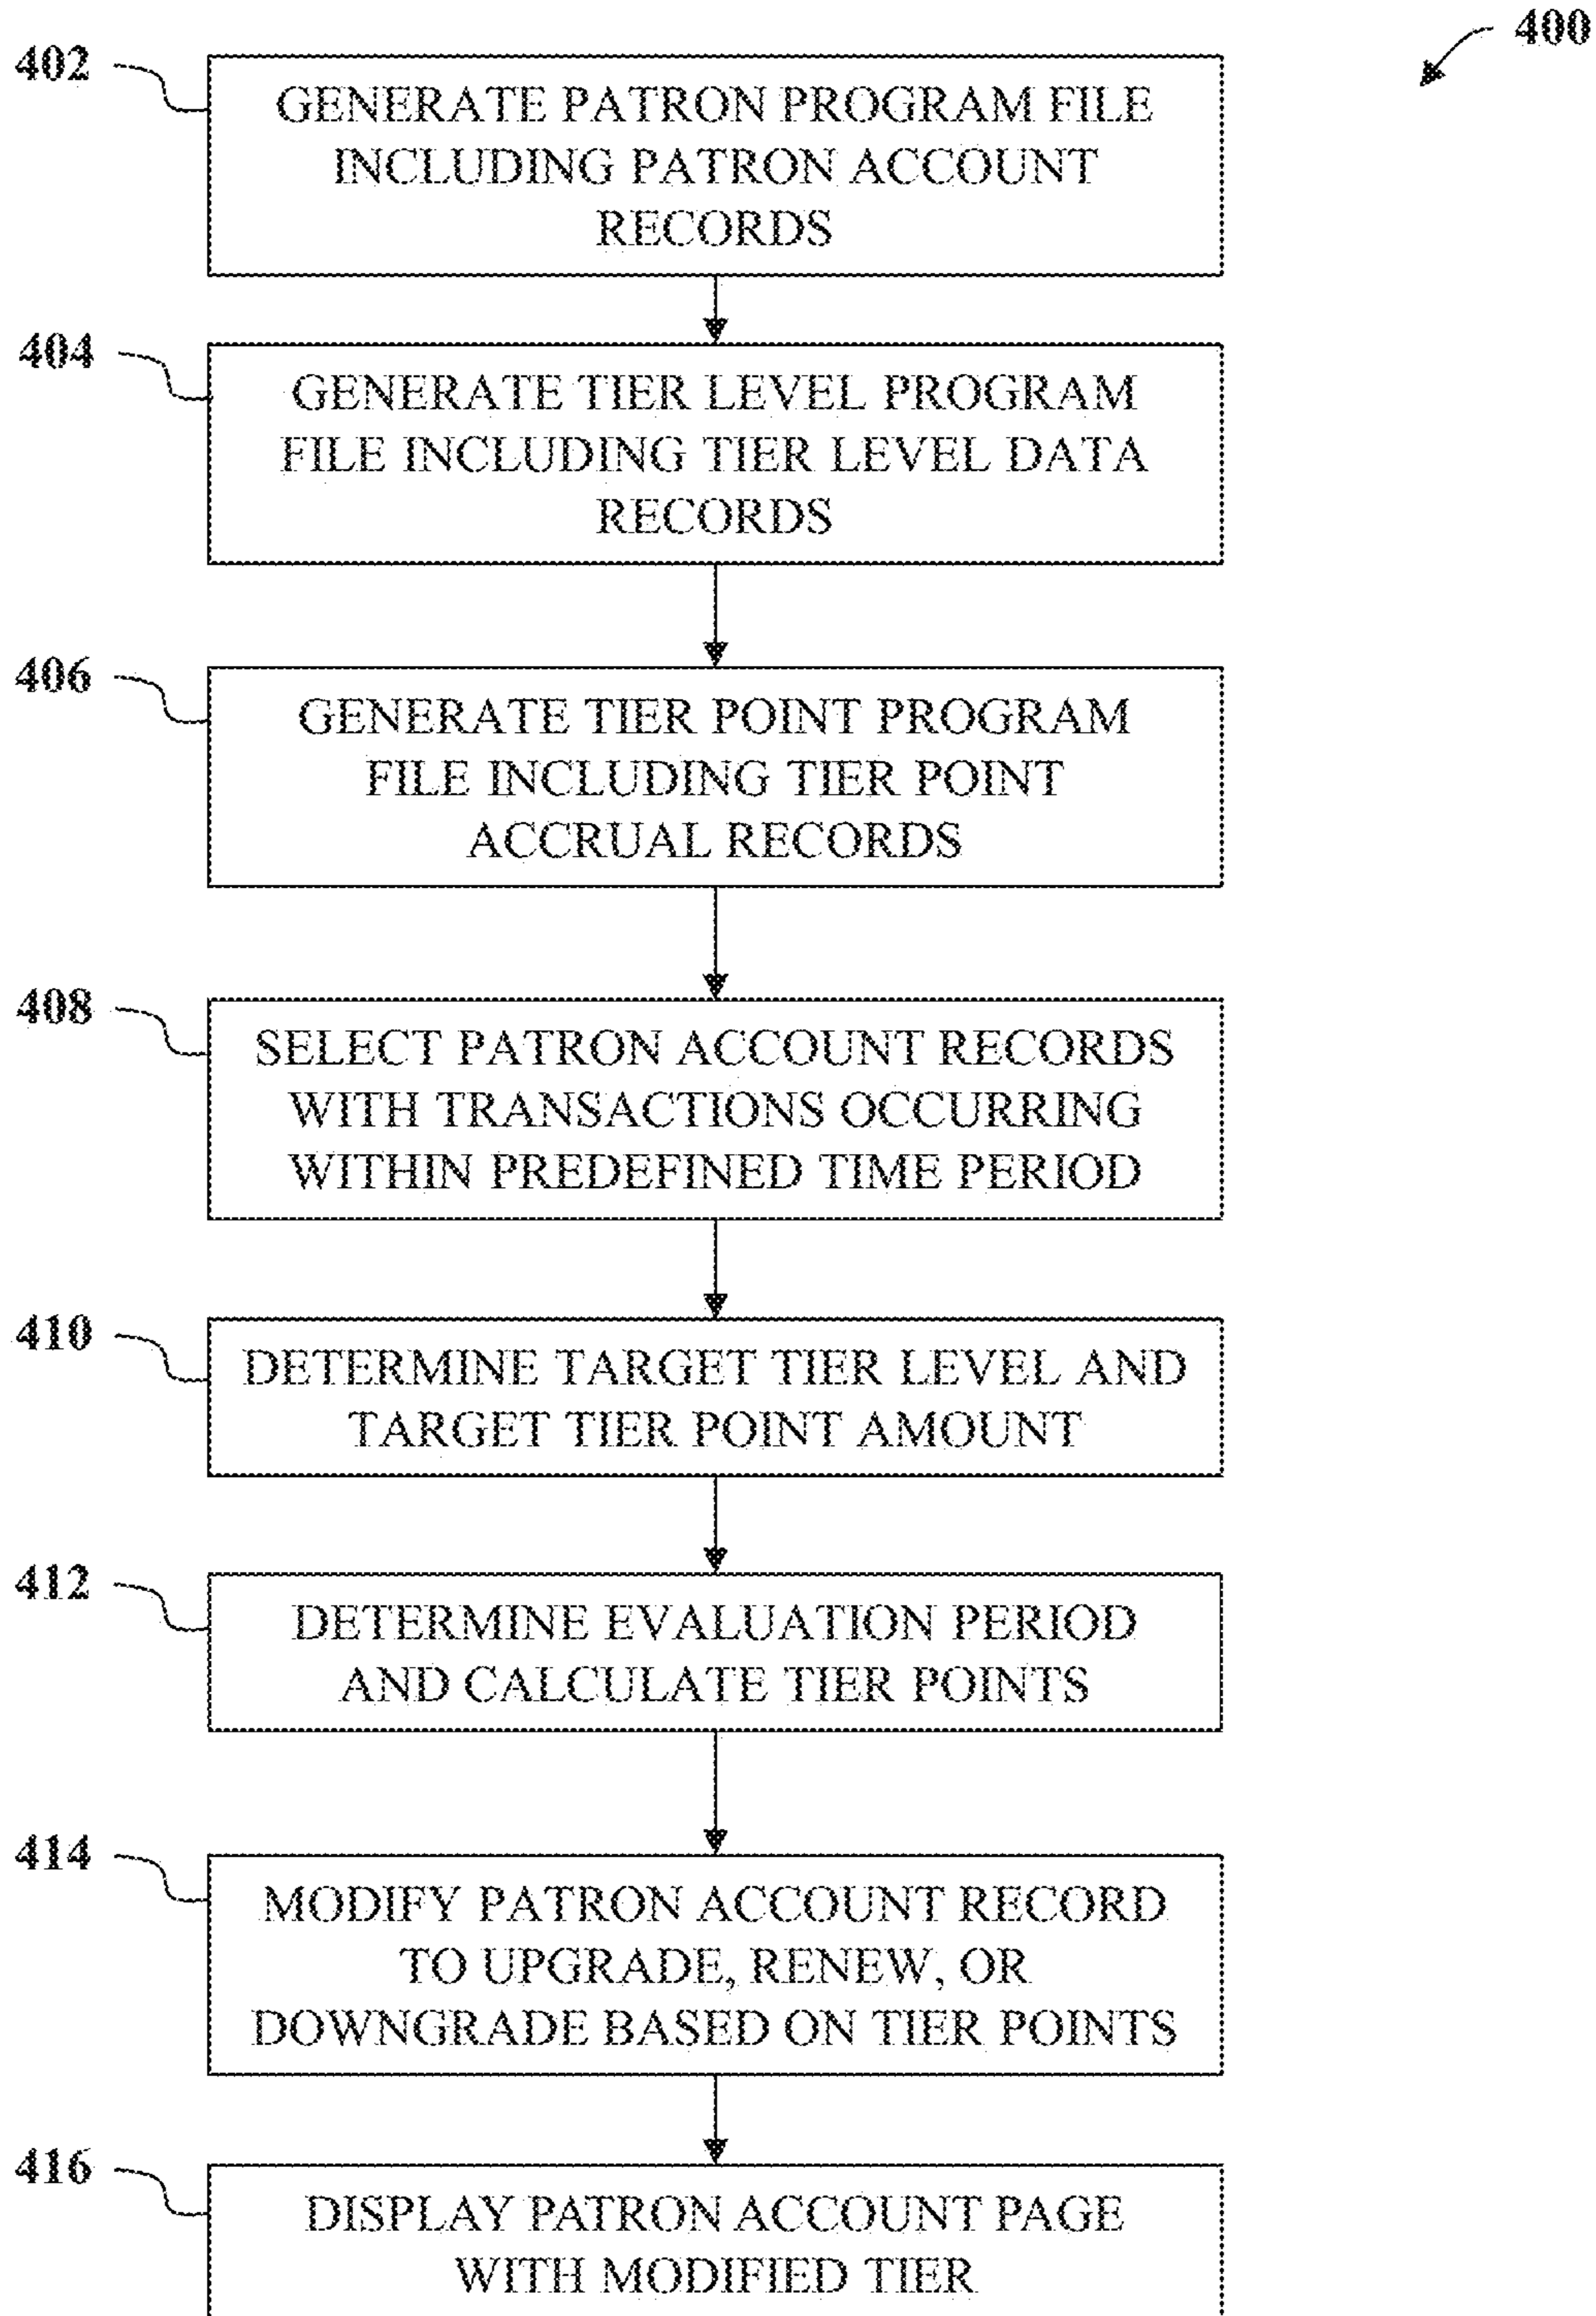 400
402
GENERATE PATRON PROGRAM FILE
INCLUDING PATRON ACCOUNT
RECORDS
404
GENERATE TIER LEVEL PROGRAM
FILE INCLUDING TIER LEVEL DATA
RECORDS
406
GENERATE TIER POINT PROGRAM
FILE INCLUDING TIER POINT
ACCRUAL RECORDS
408
SELECT PATRON ACCOUNT RECORDS
WITH TRANSACTIONS OCCURRING
WITHIN PREDEFINED TIME PERIOD
410
DETERMINE TARGET TIER LEVEL AND
TARGET TIER POINT AMOUNT
412
DETERMINE EVALUATION PERIOD
AND CALCULATE TIER POINTS
414
MODIFY PATRON ACCOUNT RECORD
TO UPGRADE, RENEW, OR
DOWNGRADE BASED ON TIER POINTS
416
DISPLAY PATRON ACCOUNT PAGE
WITH MODIFIED TIER